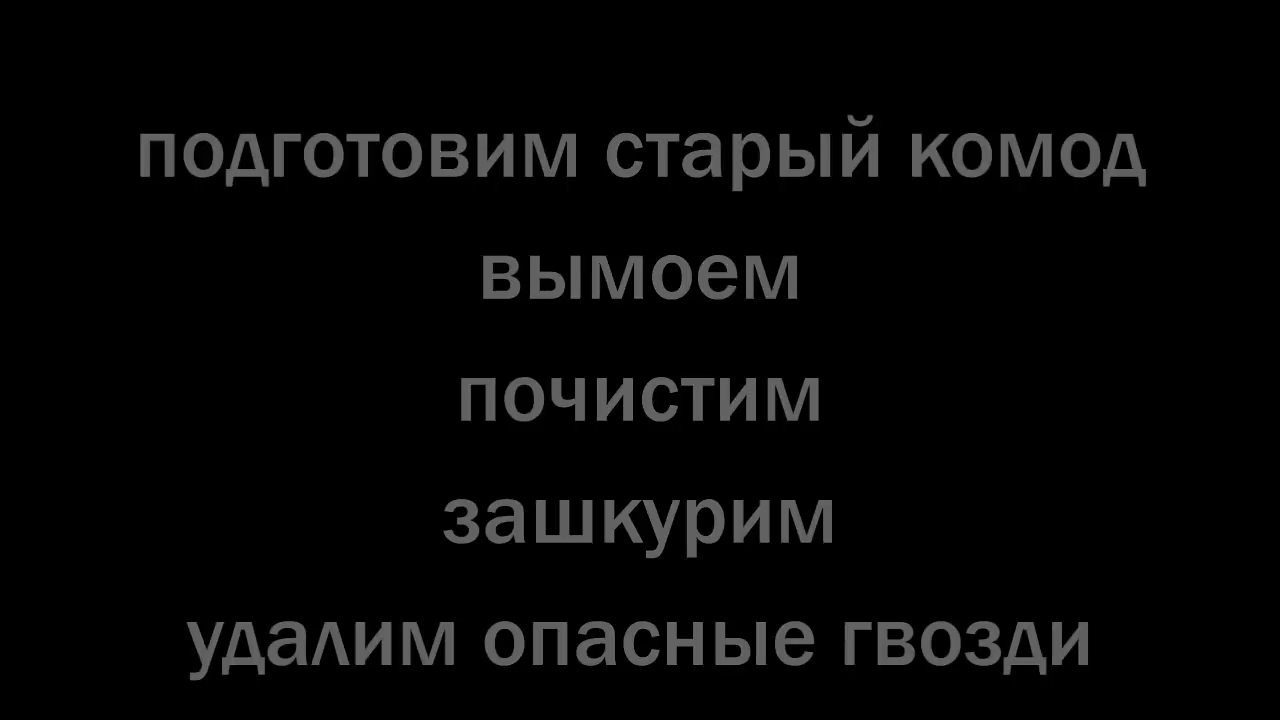 подготовим старый комод
вымоем
почистим
зашкурим
удалим опасные гвозди